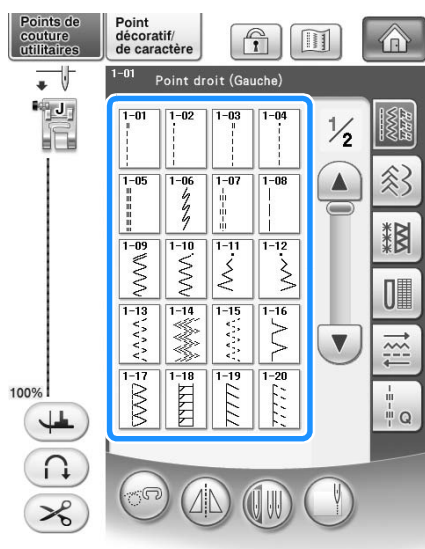 Points de
couture
utilitaires
Point
décoratif/
de caractère
1-01
Point droit (Gauche)
J
1-01 1-02 1-03 1-04
1/2
1-05 1-06 1-07 1-08
1-09 1-10 1-11 1-12
1-13 1-14 1-15 1-16
1-17 1-18 1-19 1-20
100%
Q